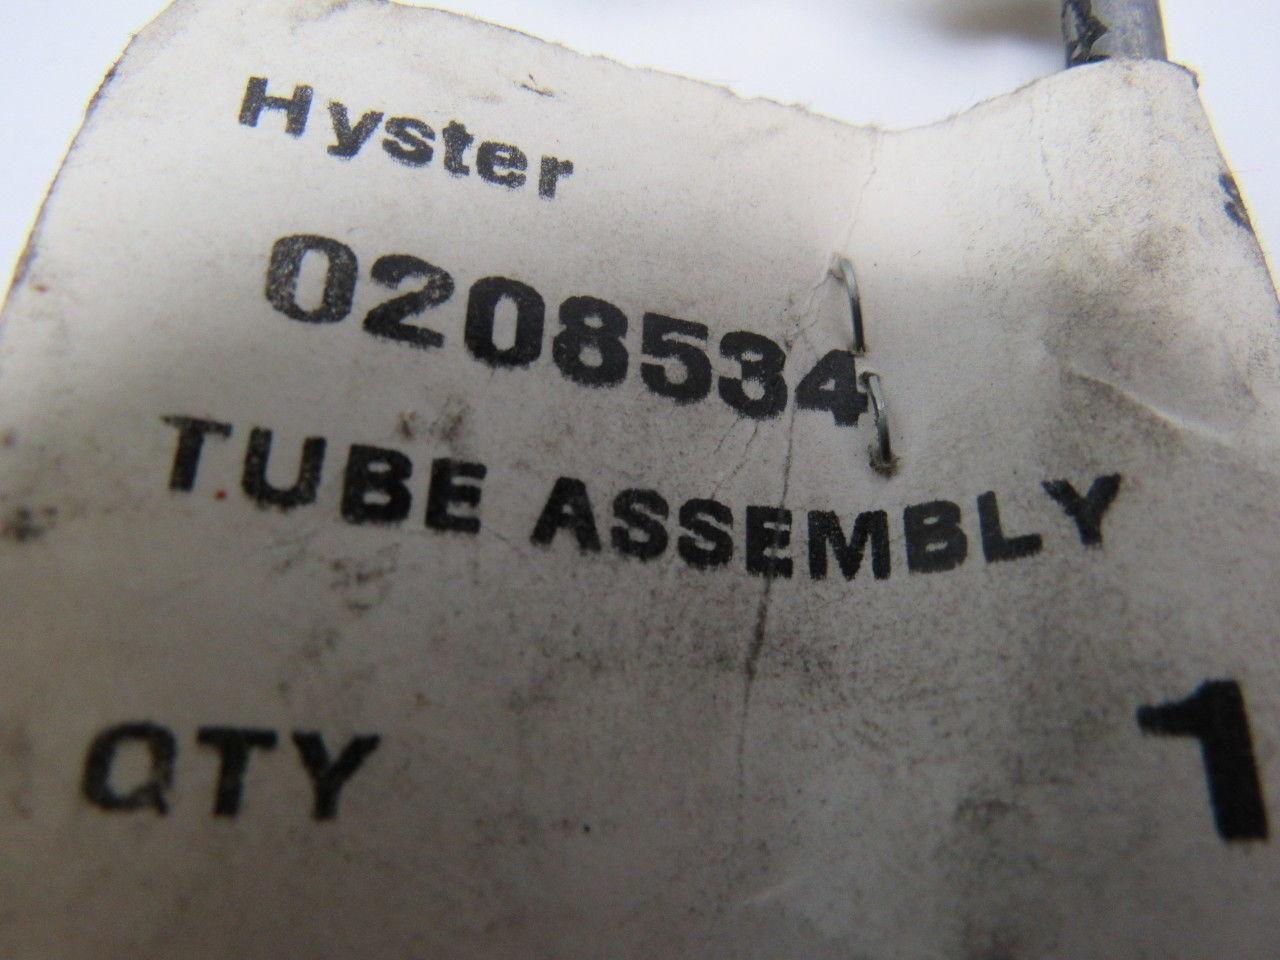 Hyster
0208534
TUBE ASSEMBLY
QTY 1